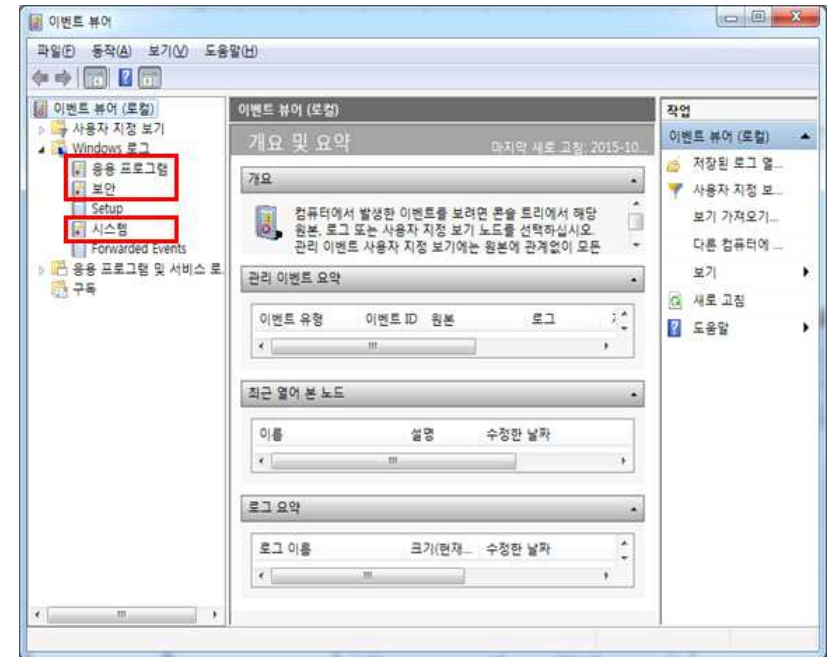 이벤트 뷰어
파일(F) 동작(A) 보기(V) 도움말(H)
이벤트 뷰어 (로컬)
사용자 지정 보기
Windows 로그
응용 프로그램
보안
Setup
시스템
Forwarded Events
응용 프로그램 및 서비스 로
구독
이벤트 뷰어 (로컬)
개요 및 요약 마지막 새로 고침: 2015-10...
개요
컴퓨터에서 발생한 이벤트를 보려면 콘솔 트리에서 해당
원본, 로그 또는 사용자 지정 보기 노드를 선택하십시오.
관리 이벤트 사용자 지정 보기에는 원본에 관계없이 모든
관리 이벤트 요약
이벤트 유형 이벤트 ID 원본 로그
최근 열어 본 노드
이름 설명 수정한 날짜
로그 요약
로그 이름 크기(현재... 수정한 날짜
작업
이벤트 뷰어 (로컬)
저장된 로그 열...
사용자 지정 보...
보기 가져오기...
다른 컴퓨터에 ...
보기
새로 고침
도움말